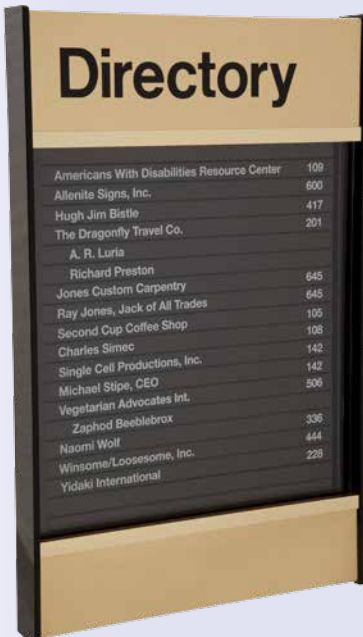 Directory
Americans With Disabilities Resource Center 109
Allenite Signs, Inc. 600
Hugh Jim Bistle 417
The Dragonfly Travel Co. 201
A. R. Luria
Richard Preston
Jones Custom Carpentry 645
Ray Jones, Jack of All Trades 645
Second Cup Coffee Shop 105
Charles Simec 108
Single Cell Productions, Inc. 142
Michael Stipe, CEO 142
Vegetarian Advocates Int. 506
Zaphod Beeblebrox
Naomi Wolf 336
Winsome/Loosesome, Inc. 444
Yidaki International 228